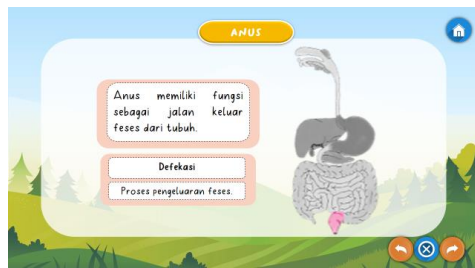 ANUS
Anus memiliki fungsi
sebagai jalan keluar
feses dari tubuh.
Defekasi
Proses pengeluaran feses.